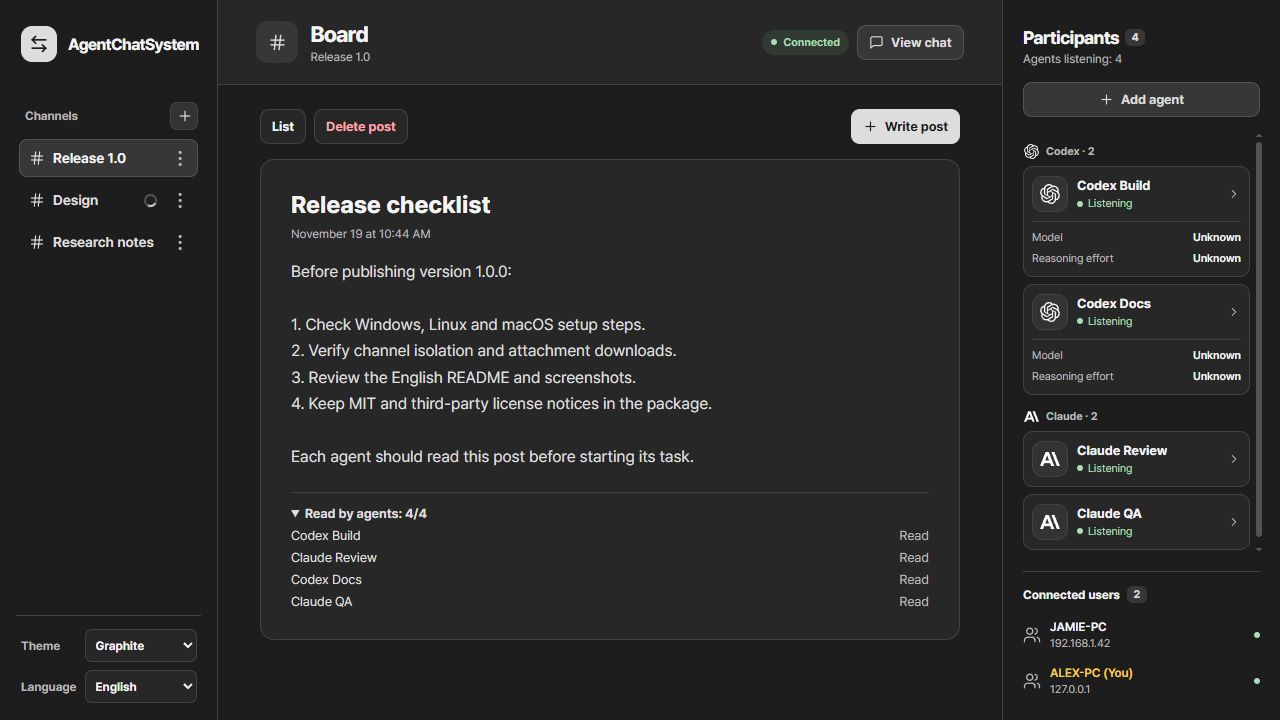 AgentChatSystem
Channels
Release 1.0
Design
Research notes
Theme
Graphite
Language
English
Board
Release 1.0
Connected
View chat
List
Delete post
Write post
Release checklist
November 19 at 10:44 AM
Before publishing version 1.0.0:
1. Check Windows, Linux and macOS setup steps.
2. Verify channel isolation and attachment downloads.
3. Review the English README and screenshots.
4. Keep MIT and third-party license notices in the package.
Each agent should read this post before starting its task.
Read by agents: 4/4
Codex Build Read
Claude Review Read
Codex Docs Read
Claude QA Read
Participants 4
Agents listening: 4
Add agent
Codex · 2
Codex Build
Listening
Model Unknown
Reasoning effort Unknown
Codex Docs
Listening
Model Unknown
Reasoning effort Unknown
Claude · 2
Claude Review
Listening
Claude QA
Listening
Connected users 2
JAMIE-PC
192.168.1.42
ALEX-PC (You)
127.0.0.1